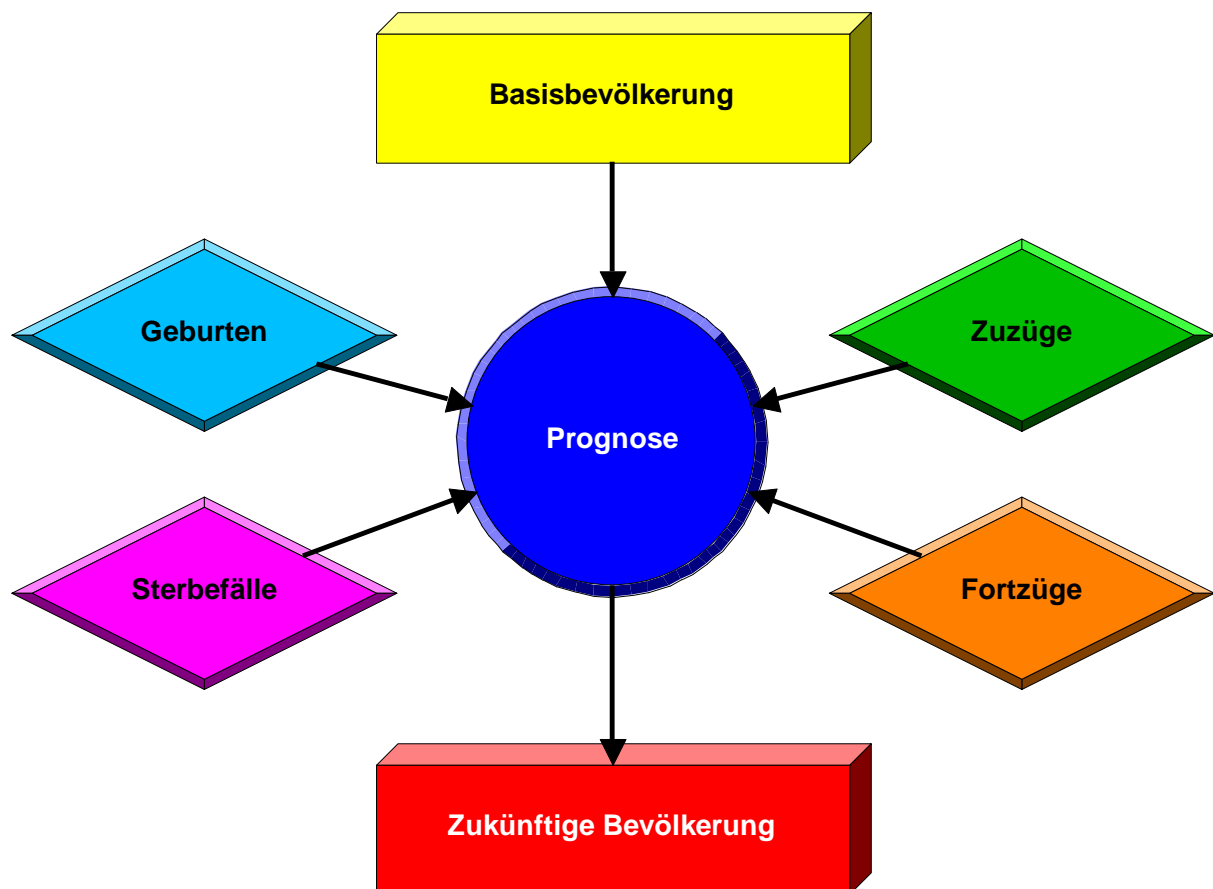 Basisbevölkerung
Geburten
Zuzüge
Prognose
Sterbefälle
Fortzüge
Zukünftige Bevölkerung